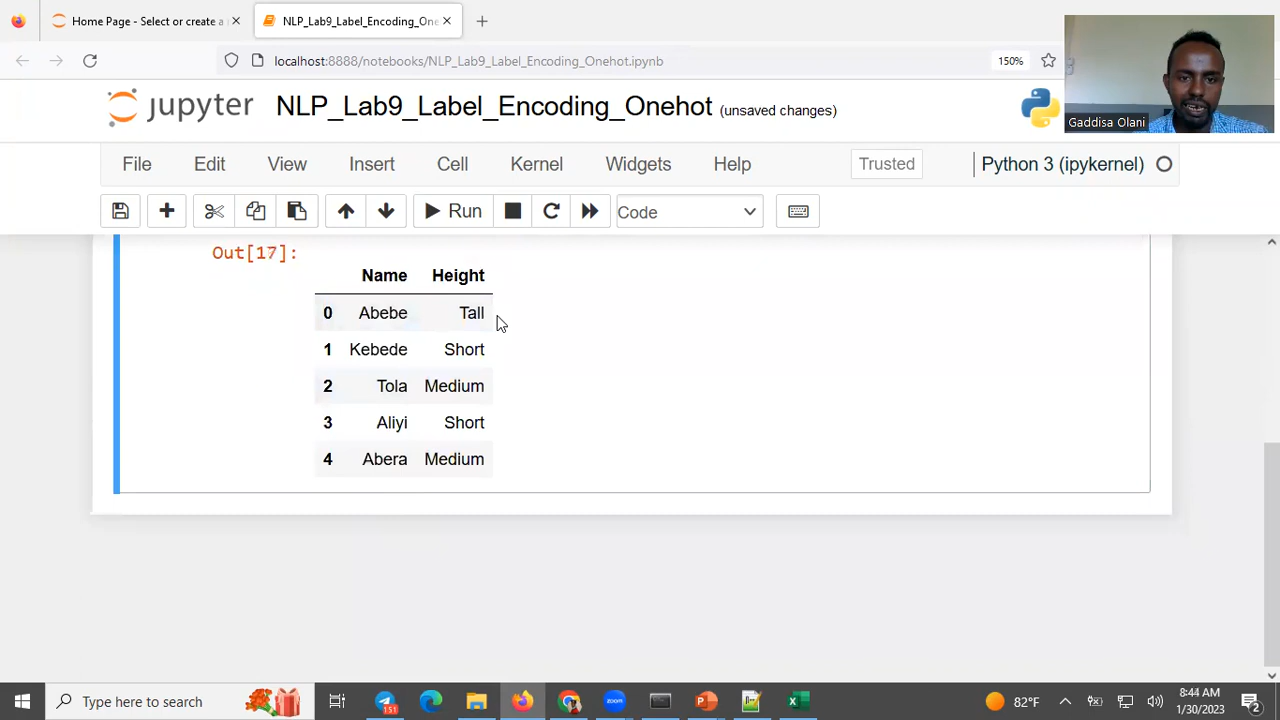 Home Page - Select or create a
NLP_Lab9_Label_Encoding_One
localhost:8888/notebooks/NLP_Lab9_Label_Encoding_Onehot.ipynb
150%
Gaddisa Olani
jupyter
NLP_Lab9_Label_Encoding_Onehot (unsaved changes)
File Edit View Insert Cell Kernel Widgets Help
Trusted
Python 3 (ipykernel)
Run
Code
Out[17]:
Name Height
0 Abebe Tall
1 Kebede Short
2 Tola Medium
3 Aliyi Short
4 Abera Medium
Type here to search
151
zoom
82°F
8:44 AM
1/30/2023
2